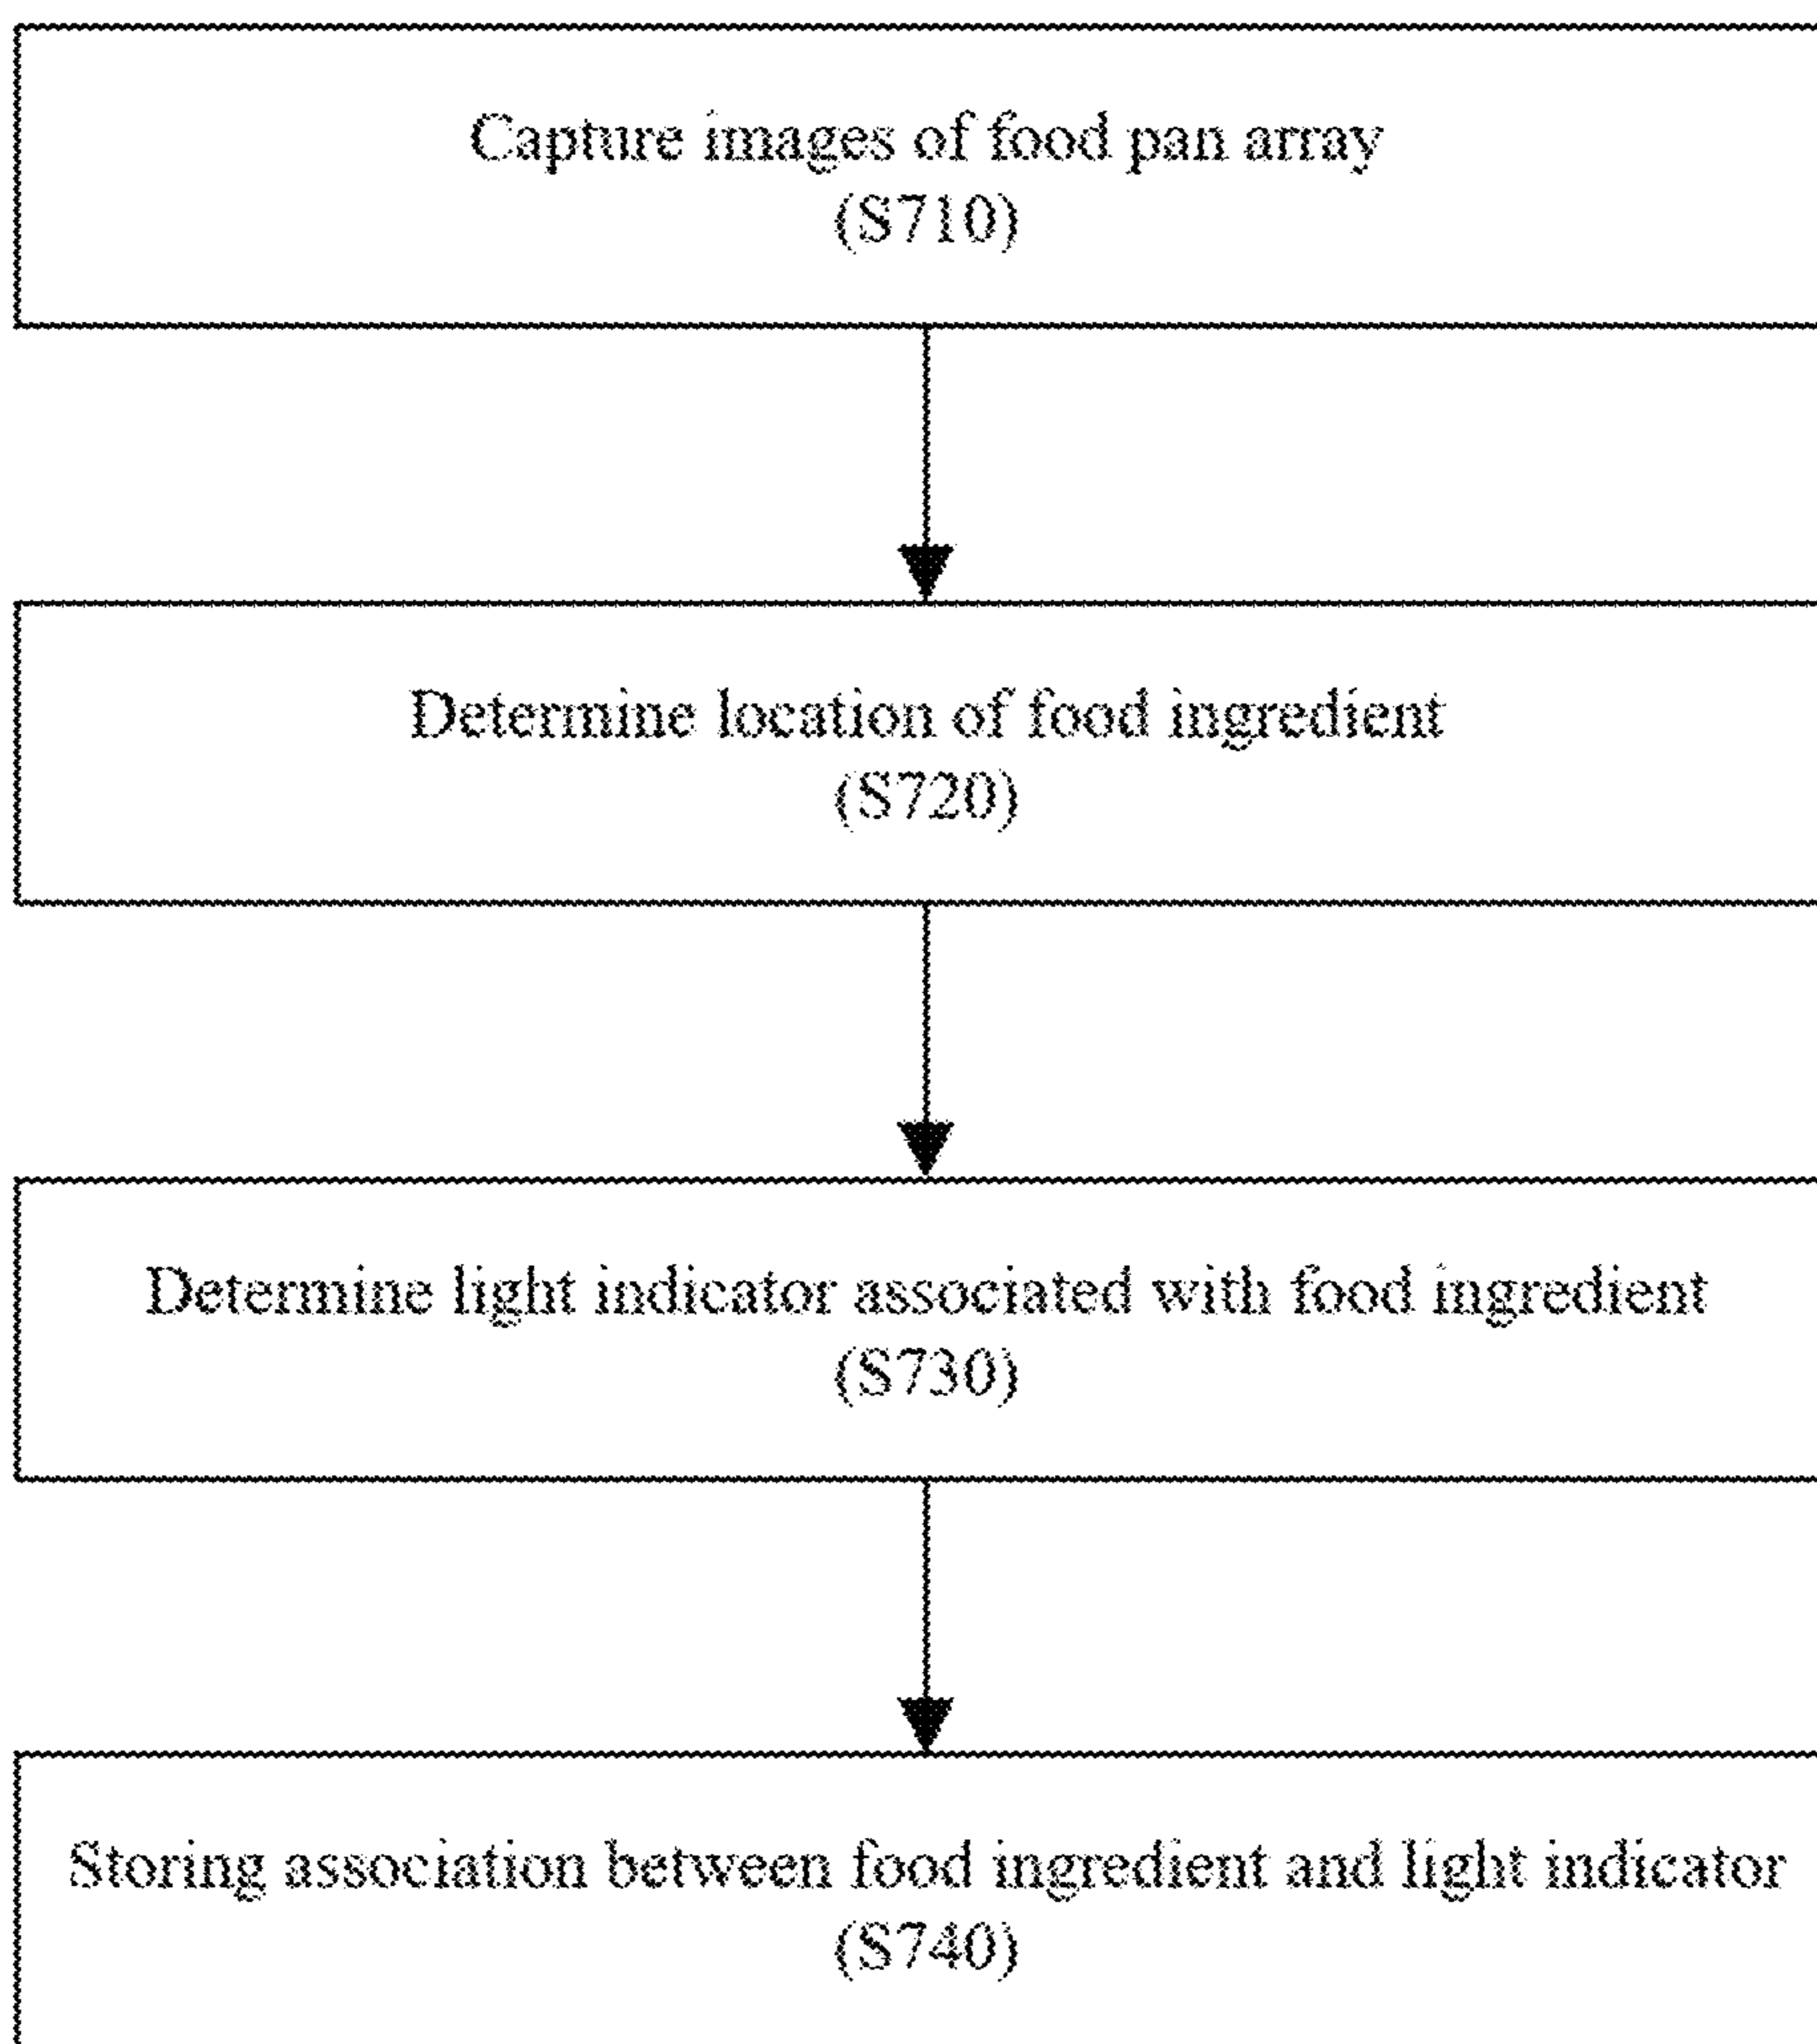 Capture images of food pan array
(S710)
Determine location of food ingredient
(S720)
Determine light indicator associated with food ingredient
(S730)
Storing association between food ingredient and light indicator
(S740)